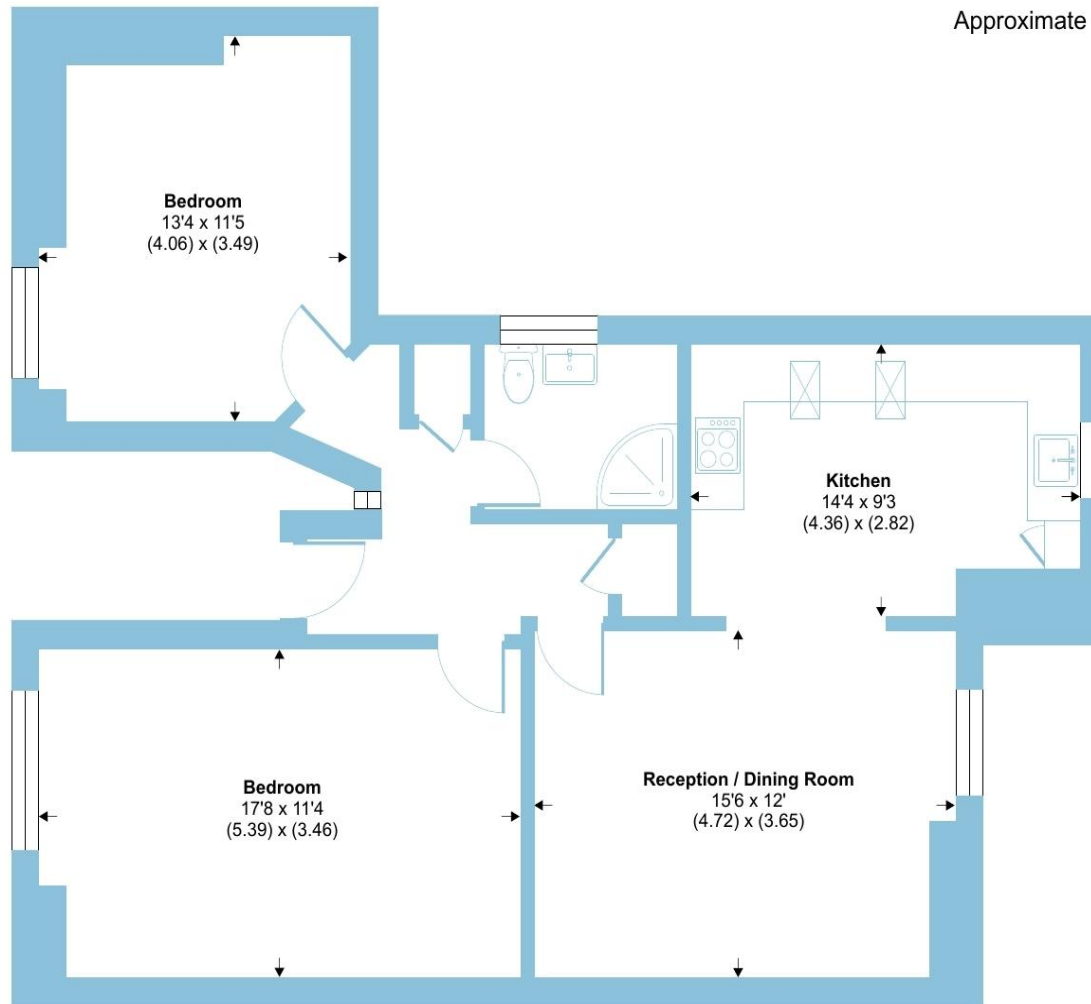 Approximate
Bedroom
13'4 x 11'5
(4.06) x (3.49)
Kitchen
14'4 x 9'3
(4.36) x (2.82)
Bedroom
17'8 x 11'4
(5.39) x (3.46)
Reception / Dining Room
15'6 x 12'
(4.72) x (3.65)